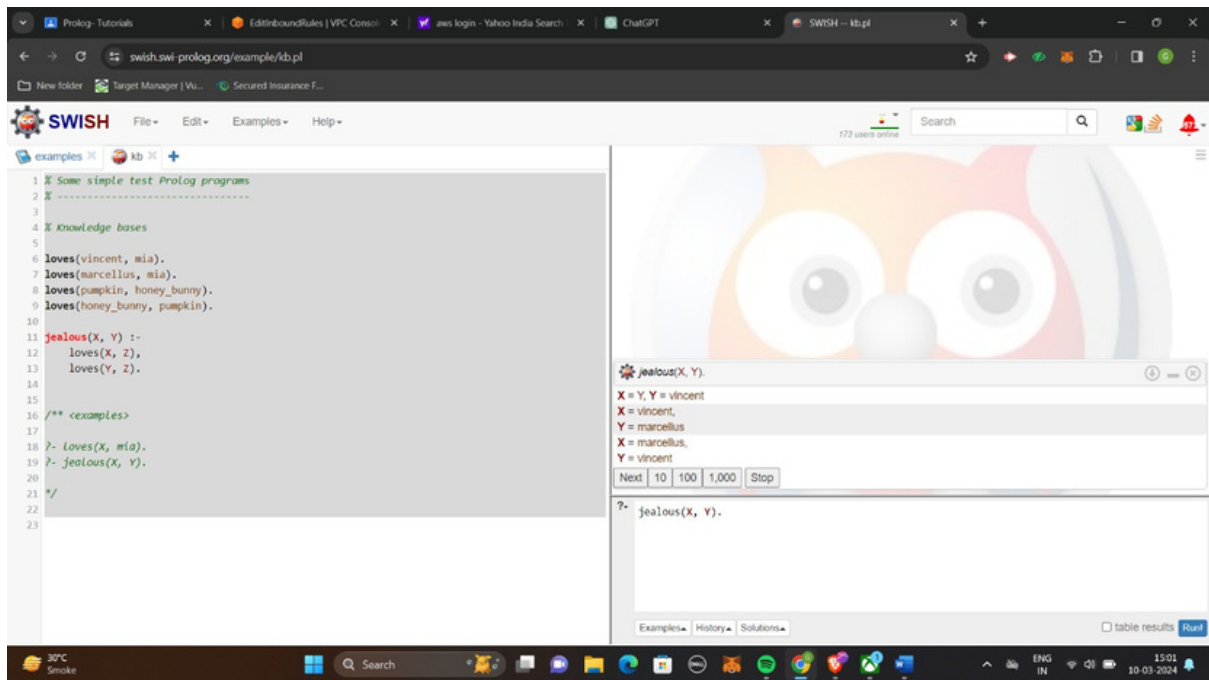 Prolog- Tutorials
EditInboundRules | VPC Consol
aws login - Yahoo India Search
ChatGPT
SWISH -- kb.pl
swish.swi-prolog.org/example/kb.pl
G
New folder
Target Manager | Vu...
Secured Insurance F...
SWISH
File
Edit
Examples
Help
173 users online
Search
examples
kb
1 % Some simple test Prolog programs
2 % --------------------------------
3
4 % Knowledge bases
5
6 loves(vincent, mia).
7 loves(marcellus, mia).
8 loves(pumpkin, honey_bunny).
9 loves(honey_bunny, pumpkin).
10
11 jealous(X, Y) :-
12 loves(X, Z),
13 loves(Y, Z).
14
15
16 /** <examples>
17
18 ?- loves(X, mia).
19 ?- jealous(X, Y).
20
21 */
22
23
jealous(X, Y).
X = Y, Y = vincent
X = vincent,
Y = marcellus
X = marcellus,
Y = vincent
Next 10 100 1,000 Stop
?- jealous(X, Y).
Examples History Solutions
table results Run!
30°C
Smoke
Search
ENG
IN
15:01
10-03-2024